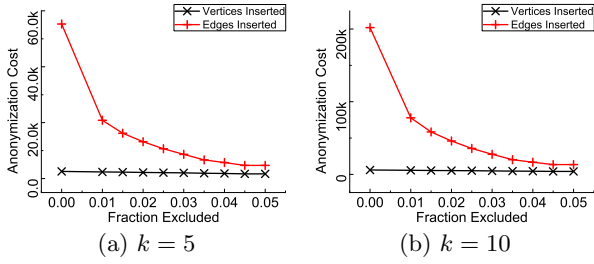 Vertices Inserted
Edges Inserted
60.0k
40.0k
20.0k
0.0
Anonymization Cost
0.00 0.01 0.02 0.03 0.04 0.05
Fraction Excluded
(a) k = 5
Vertices Inserted
Edges Inserted
200k
100k
0
Anonymization Cost
0.00 0.01 0.02 0.03 0.04 0.05
Fraction Excluded
(b) k = 10